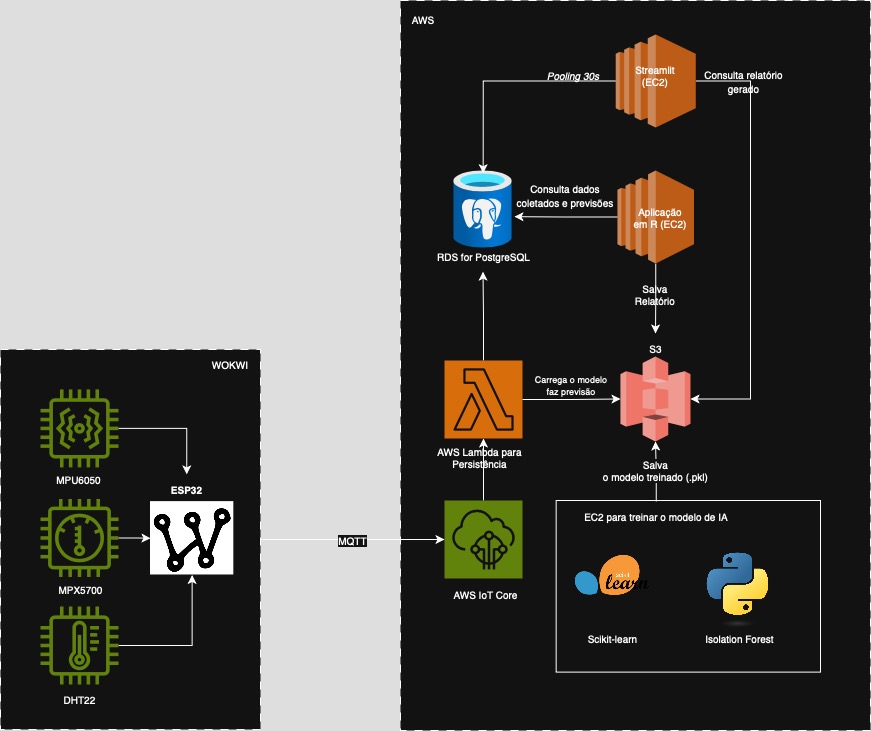 AWS
Streamlit
(EC2)
Pooling 30s
Consulta relatório
gerado
Consulta dados
coletados e previsões
Aplicação
em R (EC2)
RDS for PostgreSQL
Salva
Relatório
S3
WOKWI
Carrega o modelo
faz previsão
AWS Lambda para
Persistência
Salva
o modelo treinado (.pkl)
MPU6050
ESP32
MQTT
EC2 para treinar o modelo de IA
MPX5700
AWS IoT Core
scikit
learn
Scikit-learn
Isolation Forest
DHT22